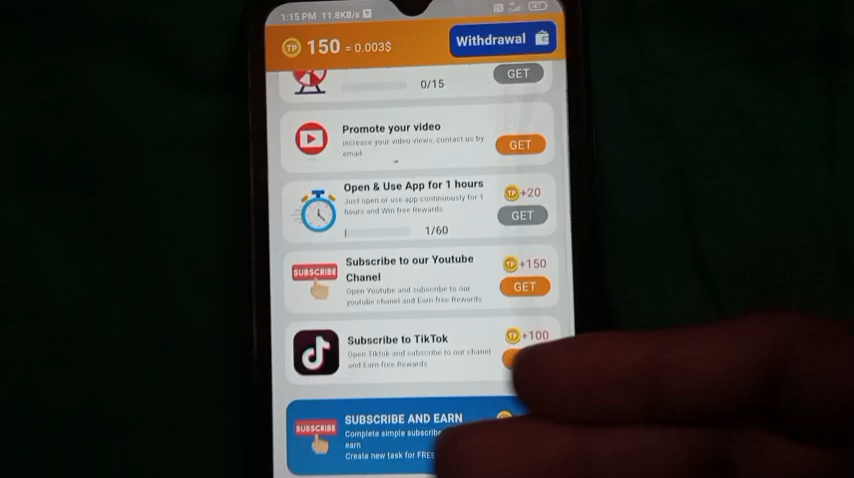 1:15 PM 11.8KB/s
TP 150 = 0.003$
Withdrawal
0/15
GET
Promote your video
Increase your video views, contact us by
email
GET
Open & Use App for 1 hours
Just open or use app continuously for 1
hours and Win free Rewards
TP +20
GET
1/60
Subscribe to our Youtube
Chanel
Open Youtube and subscribe to our
youtube chanel and Earn free Rewards
SUBSCRIBE
TP +150
GET
Subscribe to TikTok
Open Tiktok and subscribe to our chanel
and Earn free Rewards
TP +100
SUBSCRIBE AND EARN
Complete simple subscribe
earn
Create new task for FREE
SUBSCRIBE